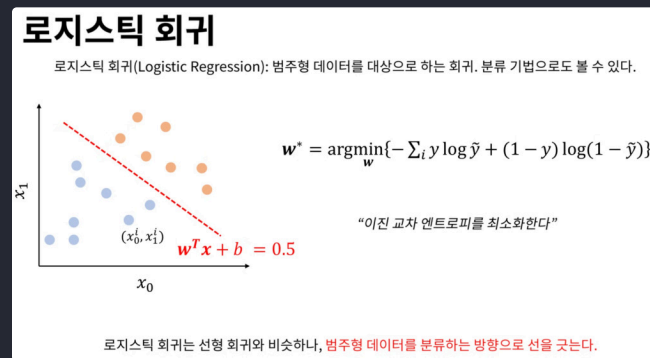 로지스틱 회귀
로지스틱 회귀(Logistic Regression): 범주형 데이터를 대상으로 하는 회귀. 분류 기법으로도 볼 수 있다.
w* = argmin{−∑ᵢ y log ỹ + (1 − y) log(1 − ỹ)}
w
x₁
“이진 교차 엔트로피를 최소화한다”
(x₀ⁱ, x₁ⁱ)
wᵀx + b = 0.5
x₀
로지스틱 회귀는 선형 회귀와 비슷하나, 범주형 데이터를 분류하는 방향으로 선을 긋는다.